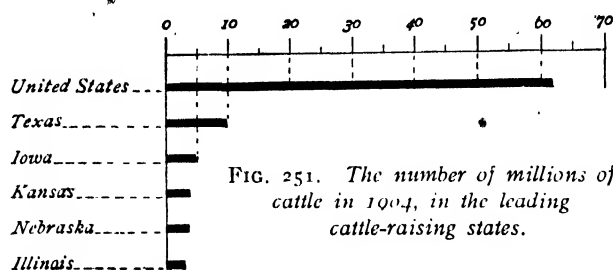 0 10 20 30 40 50 60 70
United States
Texas
Iowa
Kansas
Nebraska
Illinois
FIG. 251. The number of millions of
cattle in 1904, in the leading
cattle-raising states.